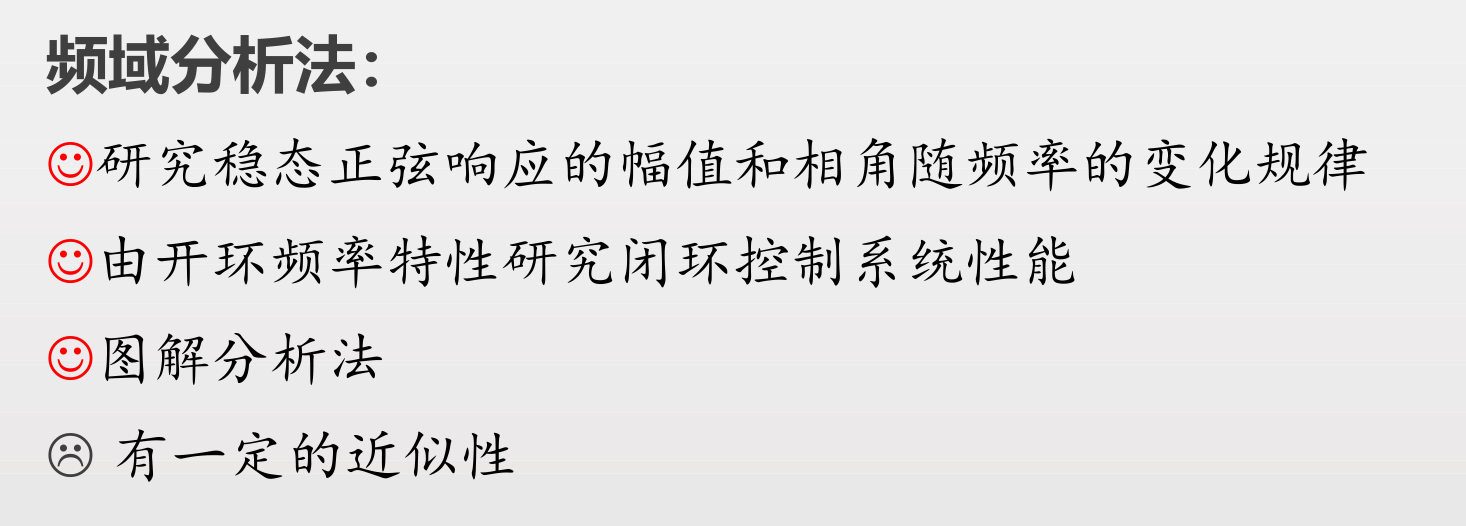 频域分析法：
研究稳态正弦响应的幅值和相角随频率的变化规律
由开环频率特性研究闭环控制系统性能
图解分析法
有一定的近似性